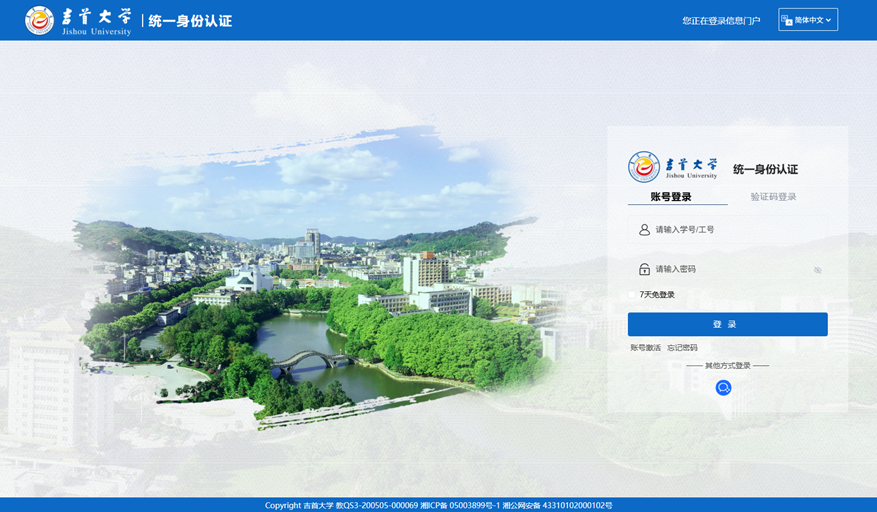 吉首大学
Jishou University
统一身份认证
您正在登录信息门户
简体中文
吉首大学
Jishou University
统一身份认证
账号登录 验证码登录
请输入学号/工号
请输入密码
7天免登录
登 录
账号激活 忘记密码
其他方式登录
Copyright 吉首大学 教QS3-200505-000069 湘ICP备 05003899号-1 湘公网安备 43310102000102号